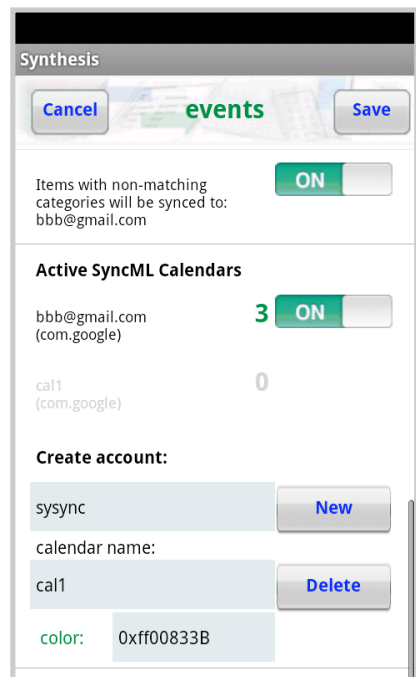 Synthesis
Cancel
events
Save
Items with non-matching
categories will be synced to:
bbb@gmail.com
ON
Active SyncML Calendars
bbb@gmail.com
(com.google)
3
ON
cal1
(com.google)
0
Create account:
sysync
New
calendar name:
cal1
Delete
color:
0xff00833B